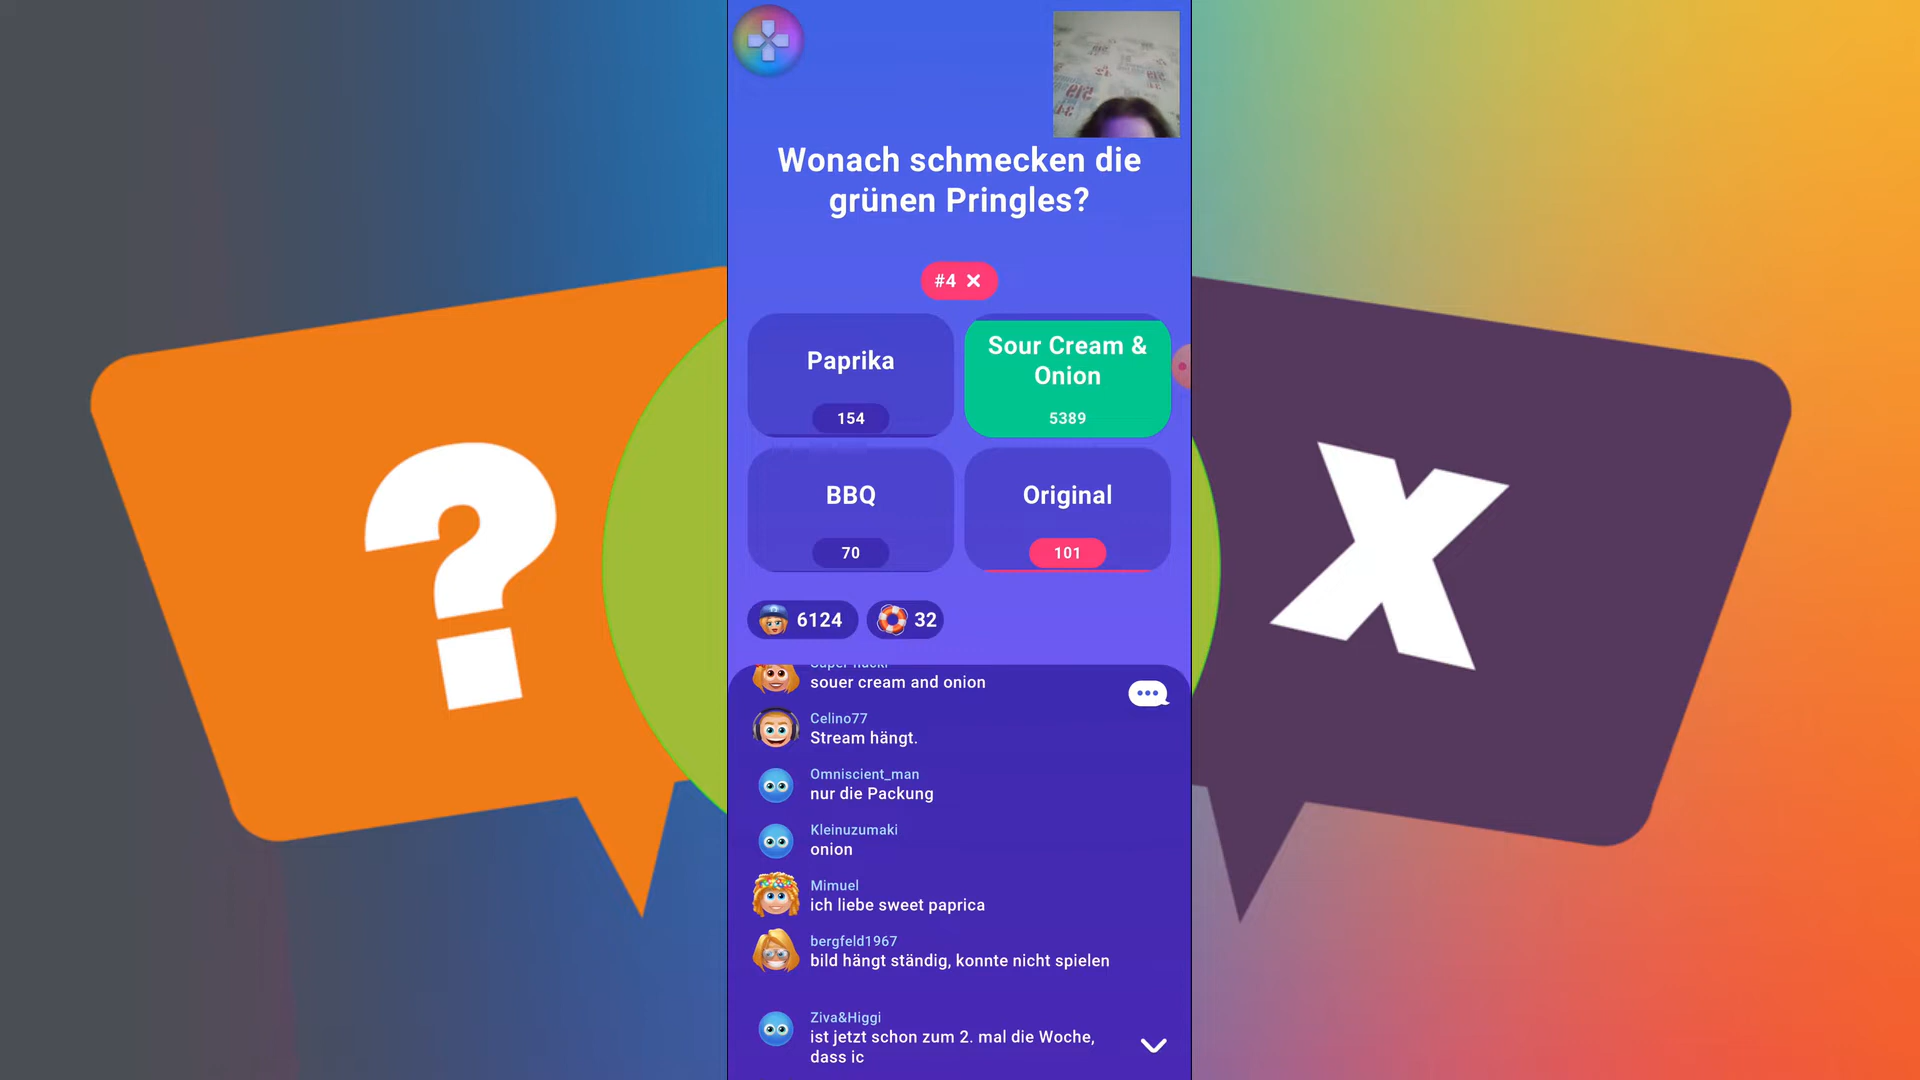 Wonach schmecken die
grünen Pringles?
#4
Paprika
154
Sour Cream &
Onion
5389
BBQ
70
Original
101
6124
32
souer cream and onion
Celino77
Stream hängt.
Omniscient_man
nur die Packung
Kleinuzumaki
onion
Mimuel
ich liebe sweet paprica
bergfeld1967
bild hängt ständig, konnte nicht spielen
Ziva&Higgi
ist jetzt schon zum 2. mal die Woche,
dass ic
?
X